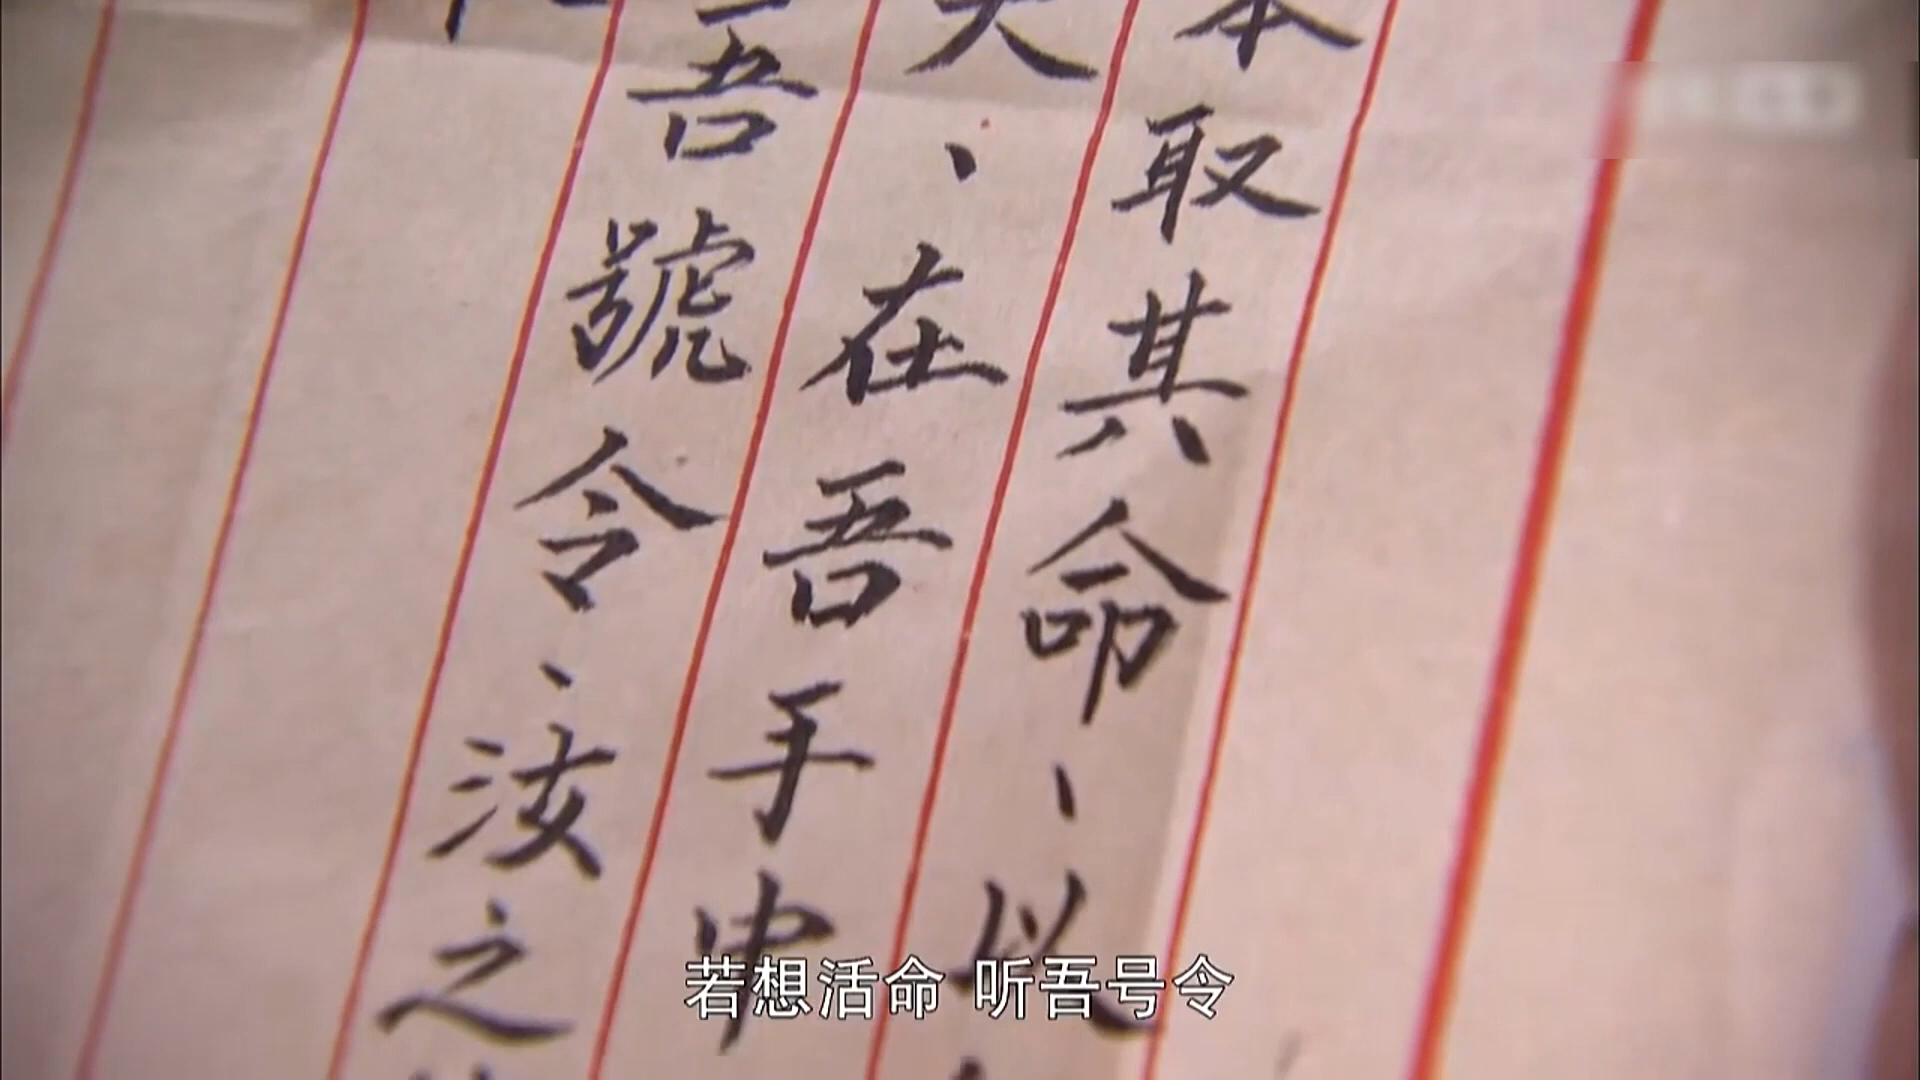 本取其命、以
天、在吾手中
吾號令、汝之
若想活命 听吾号令